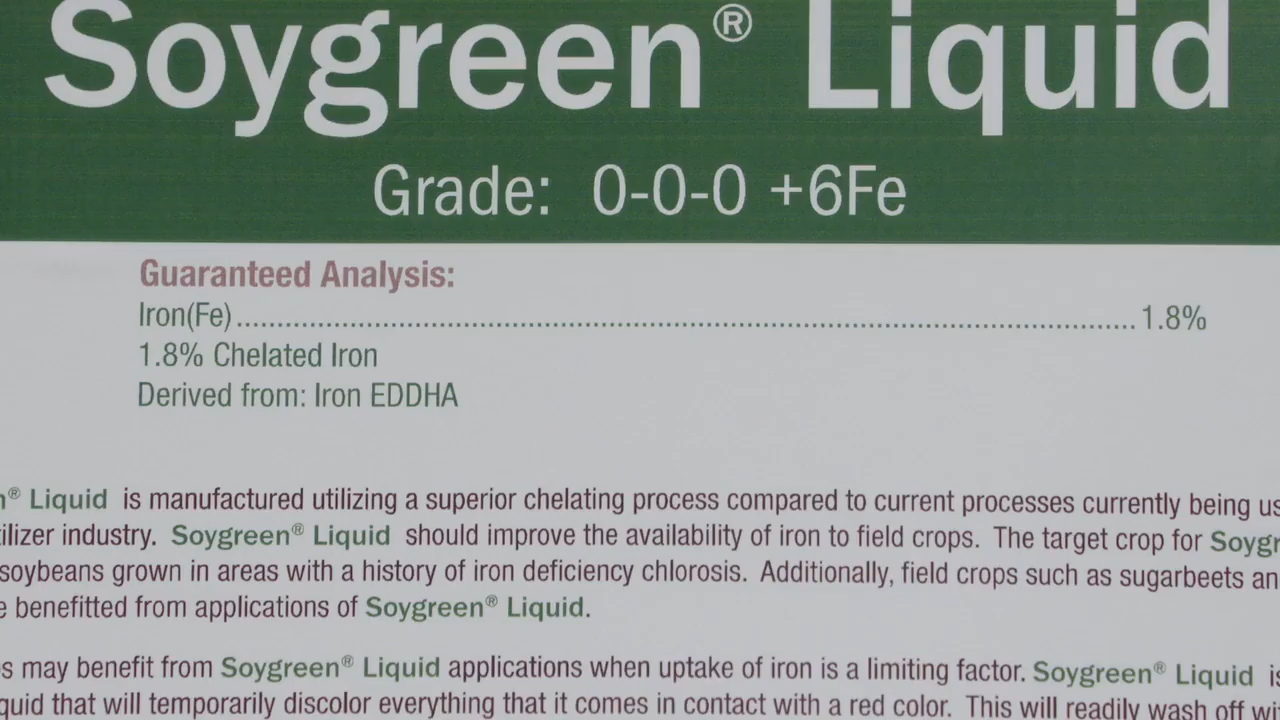 Soygreen® Liquid
Grade: 0-0-0 +6Fe
Guaranteed Analysis:
Iron(Fe)........................................................................................................1.8%
1.8% Chelated Iron
Derived from: Iron EDDHA
Liquid is manufactured utilizing a superior chelating process compared to current processes currently being
industry. Soygreen® Liquid should improve the availability of iron to field crops. The target crop for
soybeans grown in areas with a history of iron deficiency chlorosis. Additionally, field crops such as sugarbeets
benefitted from applications of Soygreen® Liquid.
may benefit from Soygreen® Liquid applications when uptake of iron is a limiting factor. Soygreen® Liquid
that will temporarily discolor everything that it comes in contact with a red color. This will readily wash off